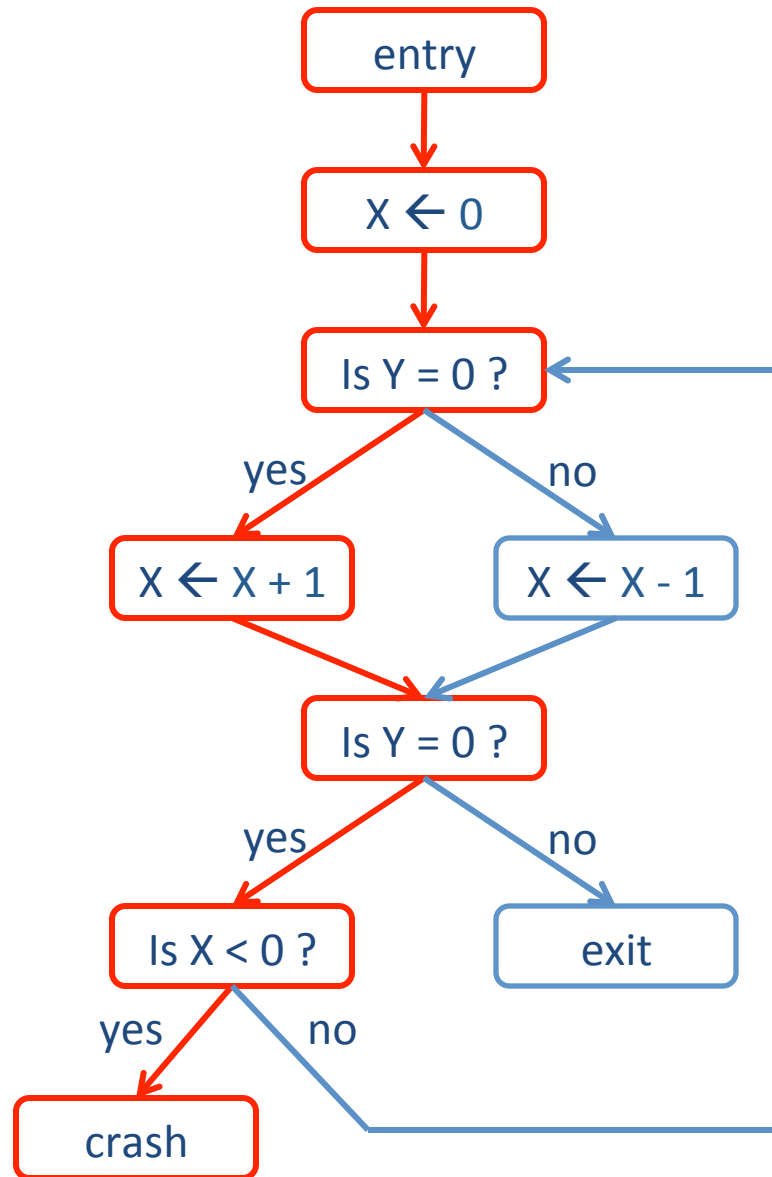 entry
X ← 0
Is Y = 0 ?
yes
no
X ← X + 1
X ← X - 1
Is Y = 0 ?
yes
no
Is X < 0 ?
exit
yes
no
crash